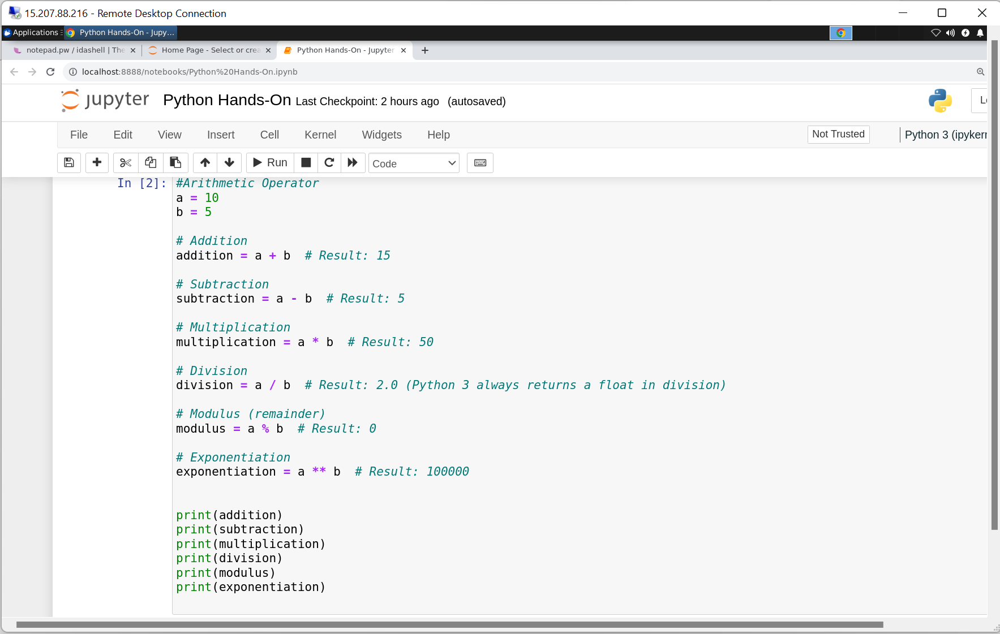 15.207.88.216 - Remote Desktop Connection
Applications Python Hands-On - Jupy...
notepad.pw / idashell | The Home Page - Select or crea Python Hands-On - Jupyter
localhost:8888/notebooks/Python%20Hands-On.ipynb
jupyter Python Hands-On Last Checkpoint: 2 hours ago (autosaved)
File Edit View Insert Cell Kernel Widgets Help Not Trusted Python 3 (ipykern
Run Code
In [2]: #Arithmetic Operator
a = 10
b = 5
# Addition
addition = a + b # Result: 15
# Subtraction
subtraction = a - b # Result: 5
# Multiplication
multiplication = a * b # Result: 50
# Division
division = a / b # Result: 2.0 (Python 3 always returns a float in division)
# Modulus (remainder)
modulus = a % b # Result: 0
# Exponentiation
exponentiation = a ** b # Result: 100000
print(addition)
print(subtraction)
print(multiplication)
print(division)
print(modulus)
print(exponentiation)